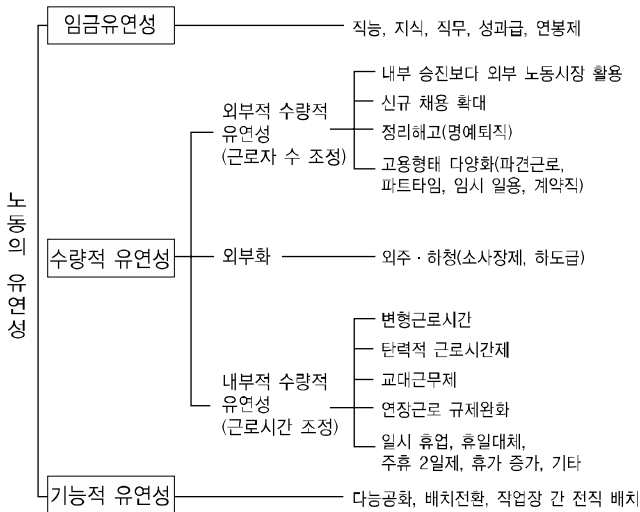 노동의 유연성
임금유연성
직능, 지식, 직무, 성과급, 연봉제
수량적 유연성
외부적 수량적
유연성
(근로자 수 조정)
내부 승진보다 외부 노동시장 활용
신규 채용 확대
정리해고(명예퇴직)
고용형태 다양화(파견근로,
파트타임, 임시 일용, 계약직)
외부화
외주·하청(소사장제, 하도급)
내부적 수량적
유연성
(근로시간 조정)
변형근로시간
탄력적 근로시간제
교대근무제
연장근로 규제완화
일시 휴업, 휴일대체,
주휴 2일제, 휴가 증가, 기타
기능적 유연성
다능공화, 배치전환, 작업장 간 전직 배치